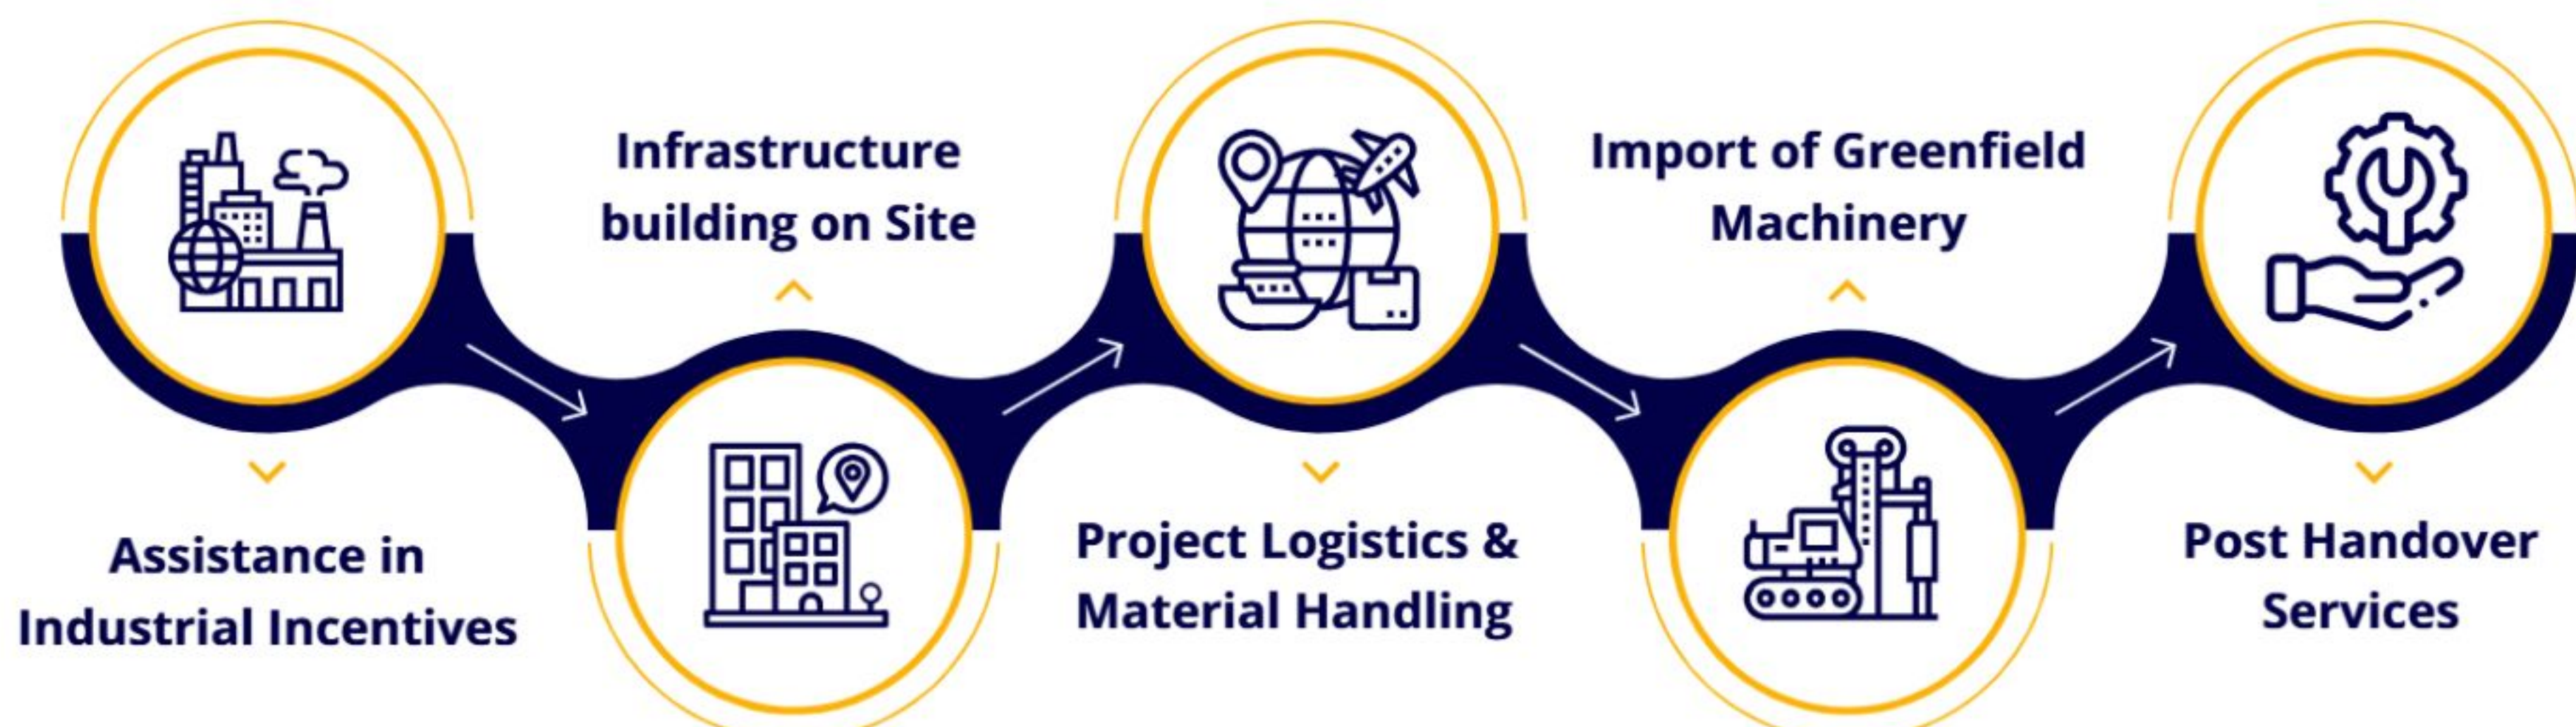 Assistance in
Industrial Incentives
Infrastructure
building on Site
Project Logistics &
Material Handling
Import of Greenfield
Machinery
Post Handover
Services